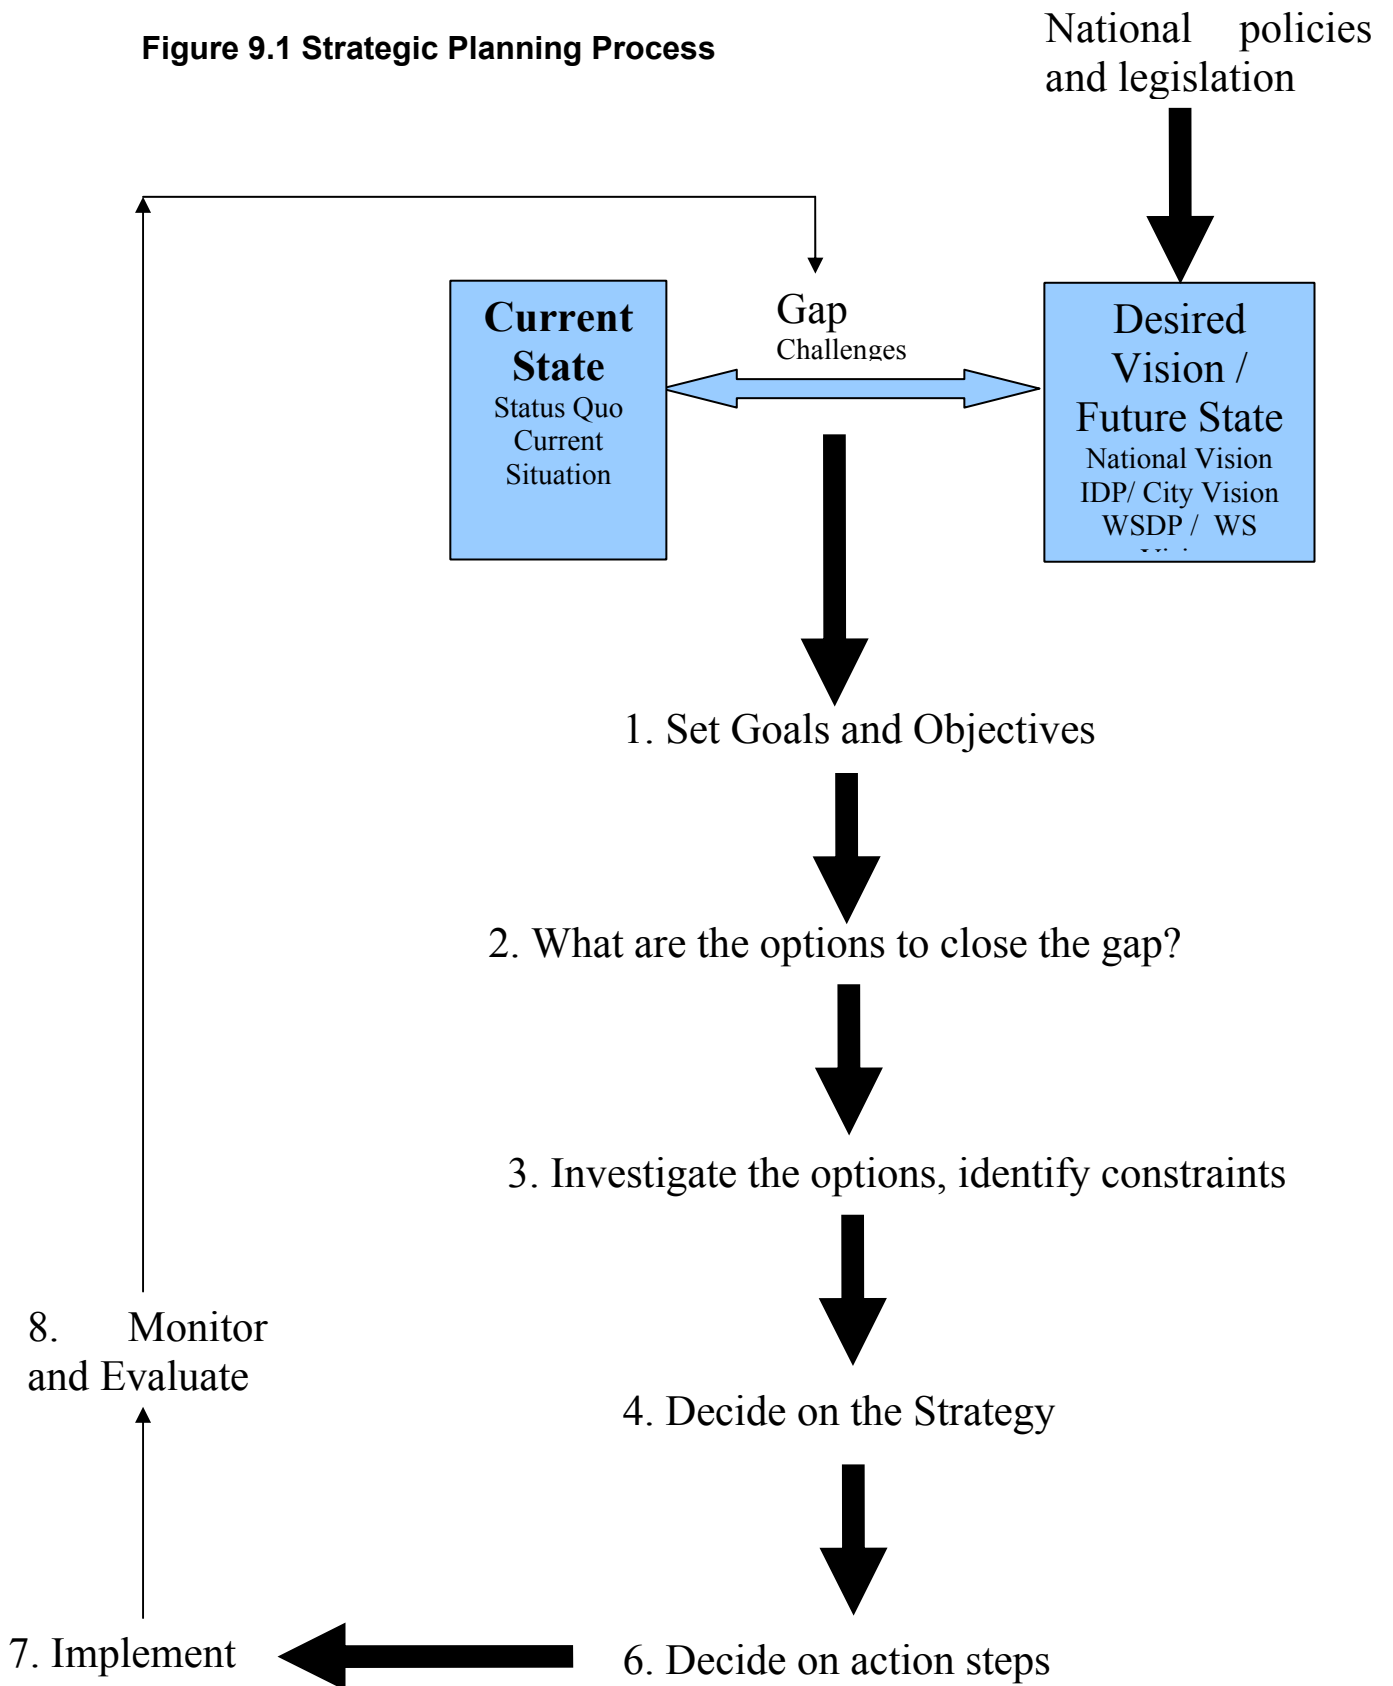 Figure 9.1 Strategic Planning Process
National policies
and legislation
Current
State
Status Quo
Current
Situation
Gap
Challenges
Desired
Vision /
Future State
National Vision
IDP/ City Vision
WSDP / WS
1. Set Goals and Objectives
2. What are the options to close the gap?
3. Investigate the options, identify constraints
4. Decide on the Strategy
6. Decide on action steps
7. Implement
8. Monitor
and Evaluate